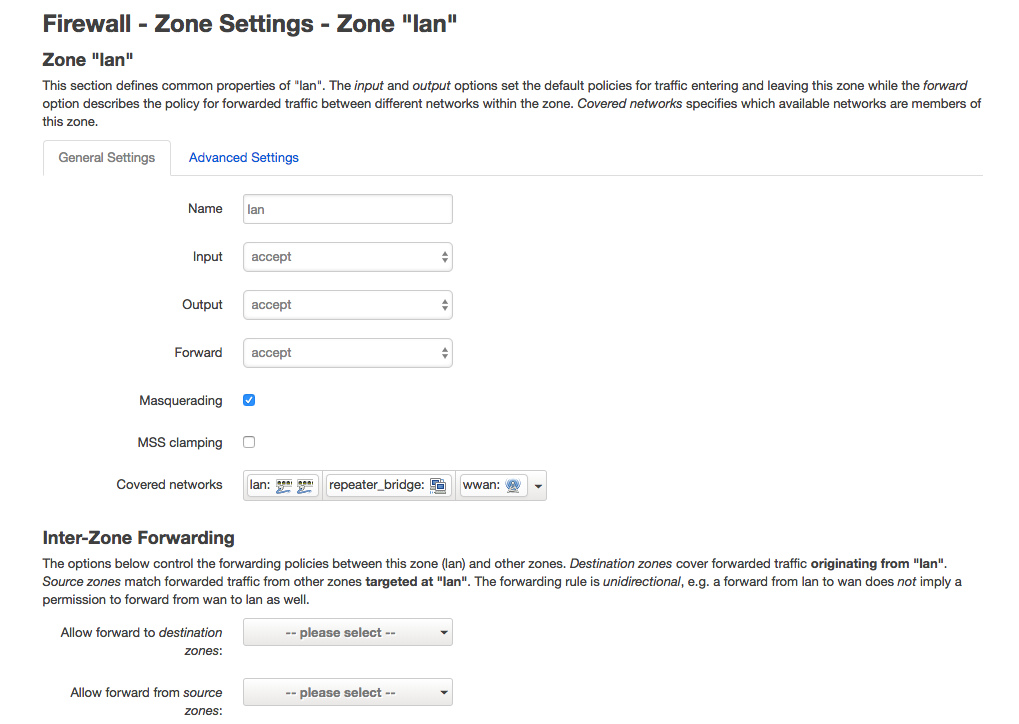 Firewall - Zone Settings - Zone "lan"
Zone "lan"
This section defines common properties of "lan". The input and output options set the default policies for traffic entering and leaving this zone while the forward
option describes the policy for forwarded traffic between different networks within the zone. Covered networks specifies which available networks are members of
this zone.
General Settings Advanced Settings
Name lan
Input accept
Output accept
Forward accept
Masquerading
MSS clamping
Covered networks lan: repeater_bridge: wwan:
Inter-Zone Forwarding
The options below control the forwarding policies between this zone (lan) and other zones. Destination zones cover forwarded traffic originating from "lan".
Source zones match forwarded traffic from other zones targeted at "lan". The forwarding rule is unidirectional, e.g. a forward from lan to wan does not imply a
permission to forward from wan to lan as well.
Allow forward to destination -- please select --
zones:
Allow forward from source -- please select --
zones: